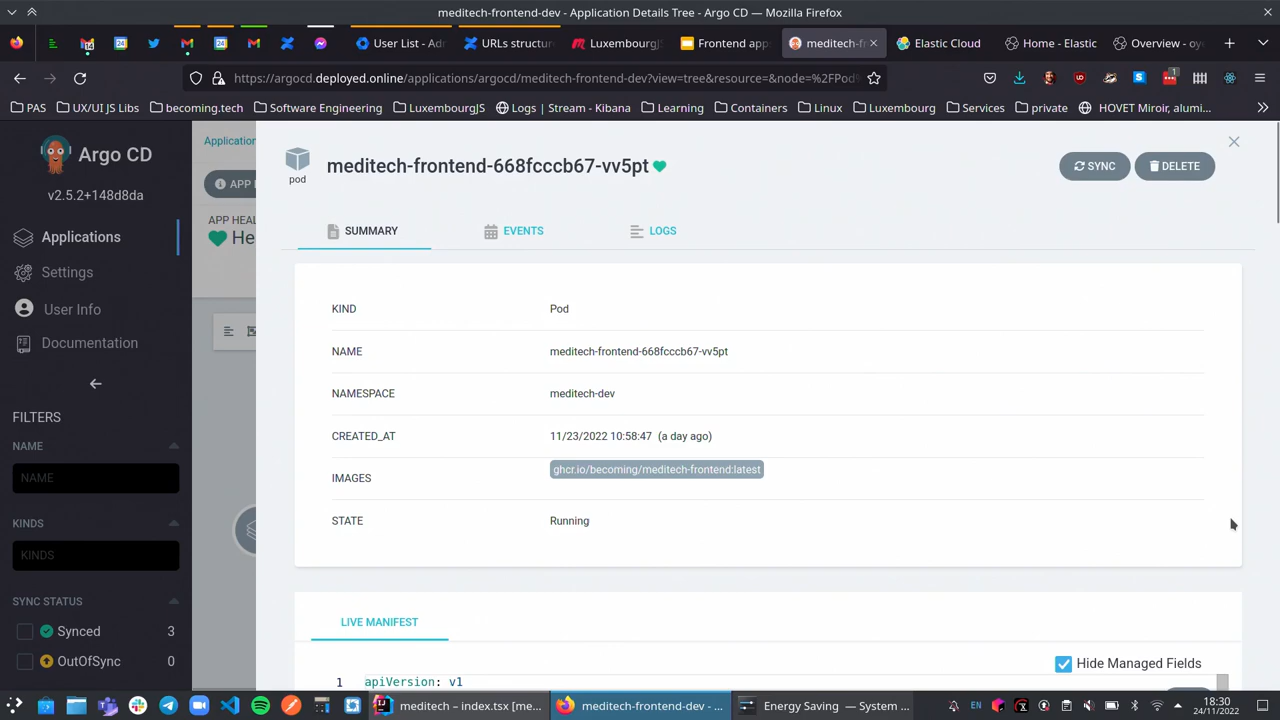 meditech-frontend-dev - Application Details Tree - Argo CD — Mozilla Firefox
User List - Adr
URLs structur
LuxembourgJS
Frontend app
meditech-fr
Elastic Cloud
Home - Elastic
Overview - oye
https://argocd.deployed.online/applications/argocd/meditech-frontend-dev?view=tree&resource=&node=%2FPod
PAS
UX/UI JS Libs
becoming.tech
Software Engineering
LuxembourgJS
Logs | Stream - Kibana
Learning
Containers
Linux
Luxembourg
Services
private
HOVET Miroir, alumi...
Argo CD
v2.5.2+148d8da
Applications
Settings
User Info
Documentation
FILTERS
NAME
NAME
KINDS
KINDS
SYNC STATUS
Synced 3
OutOfSync 0
Application
APP
APP HEAL
He
pod
meditech-frontend-668fcccb67-vv5pt
SYNC
DELETE
SUMMARY
EVENTS
LOGS
KIND Pod
NAME meditech-frontend-668fcccb67-vv5pt
NAMESPACE meditech-dev
CREATED_AT 11/23/2022 10:58:47 (a day ago)
IMAGES ghcr.io/becoming/meditech-frontend:latest
STATE Running
LIVE MANIFEST
Hide Managed Fields
1 apiVersion: v1
meditech – index.tsx [me...
meditech-frontend-dev - ...
Energy Saving — System ...
EN
18:30
24/11/2022